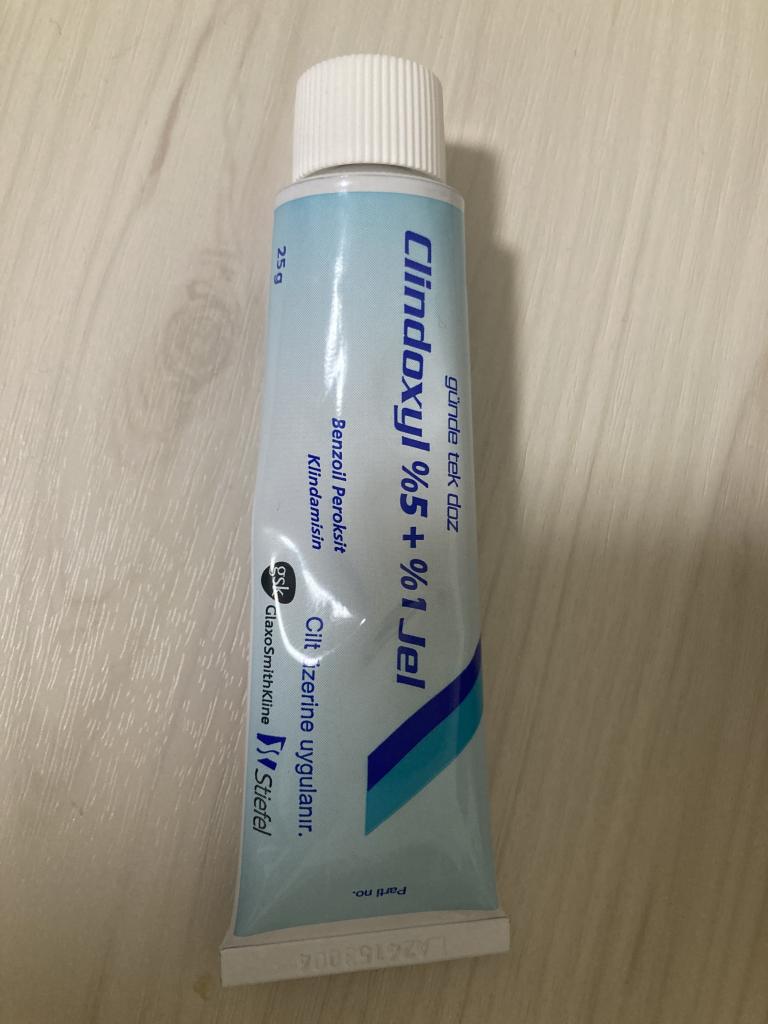 günde tek doz
Clindoxyl %5 + %1 Jel
Benzoil Peroksit
Klindamisin
Cilt üzerine uygulanır.
25 g
gsk GlaxoSmithKline
Stiefel
Parti no.